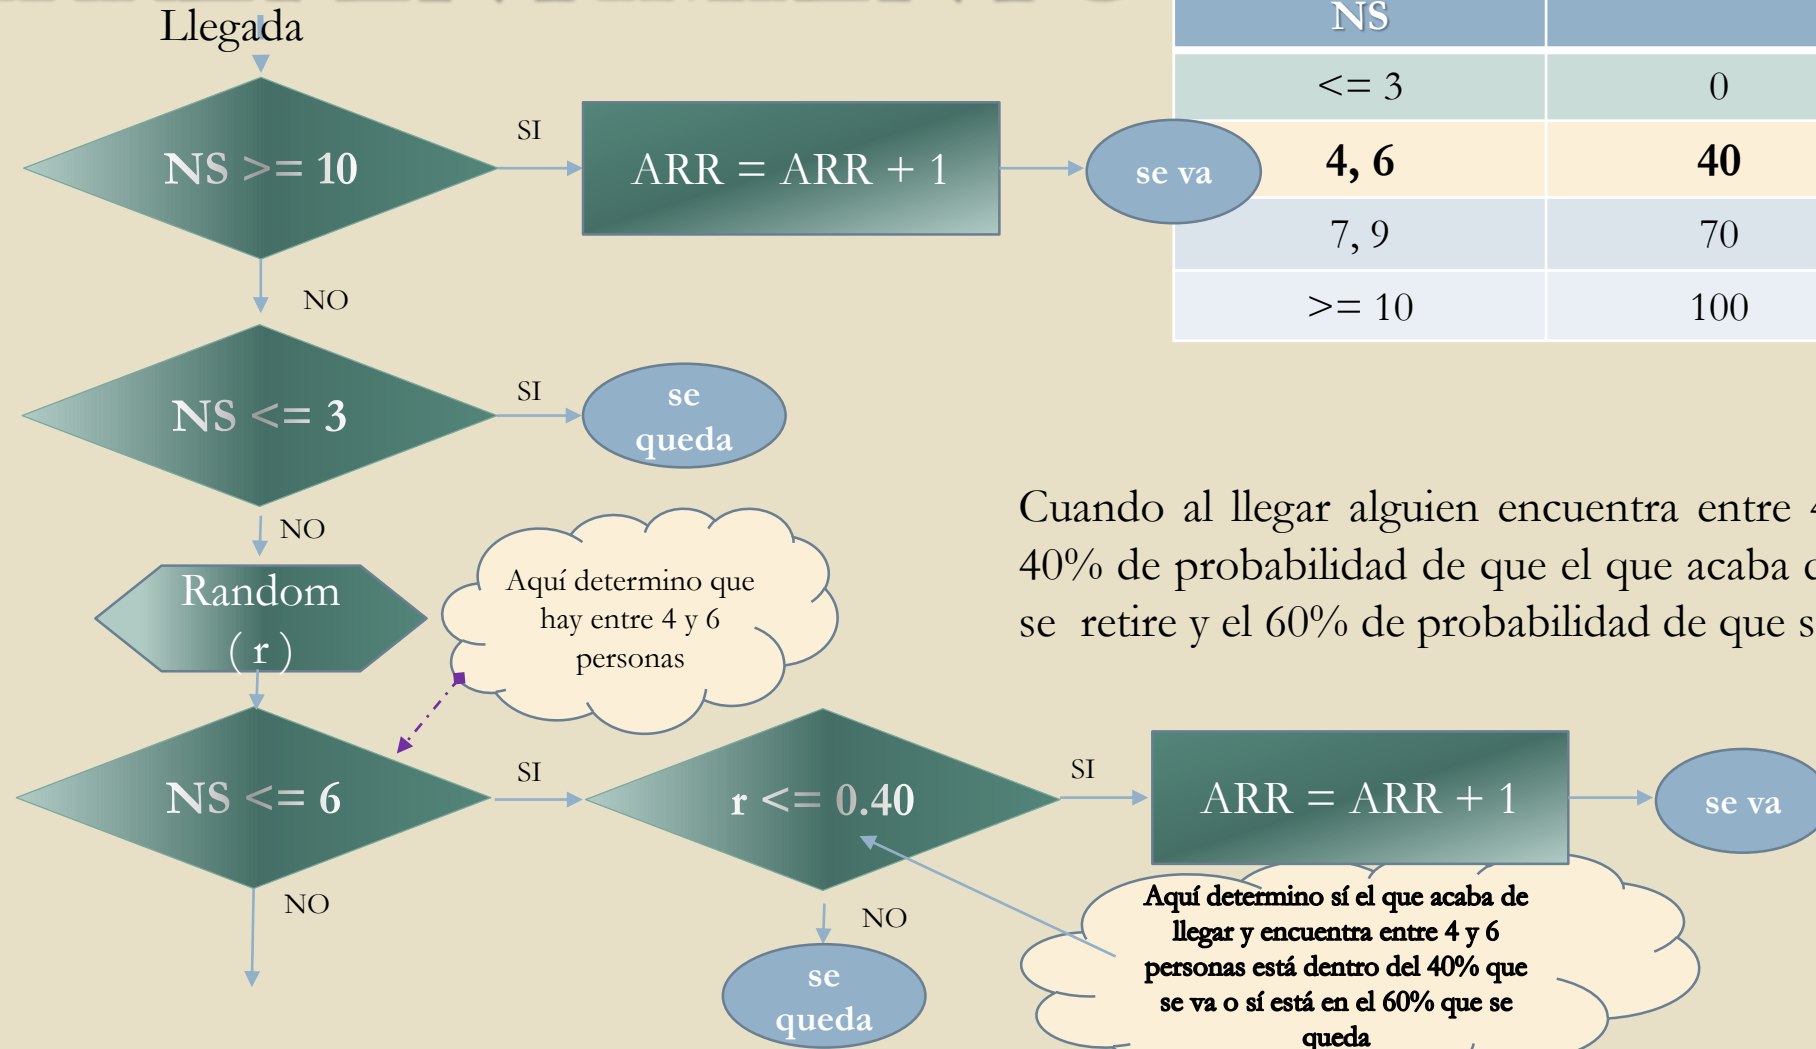 Llegada
NS >= 10
SI
ARR = ARR + 1
se va
NO
NS <= 3
SI
se
queda
NO
Random
( r )
Aquí determino que
hay entre 4 y 6
personas
NS <= 6
SI
r <= 0.40
SI
ARR = ARR + 1
se va
NO
NO
se
queda
Aquí determino sí el que acaba de
llegar y encuentra entre 4 y 6
personas está dentro del 40% que
se va o sí está en el 60% que se
queda
NS
<= 3 0
4, 6 40
7, 9 70
>= 10 100
Cuando al llegar alguien encuentra entre 4
40% de probabilidad de que el que acaba
se retire y el 60% de probabilidad de que